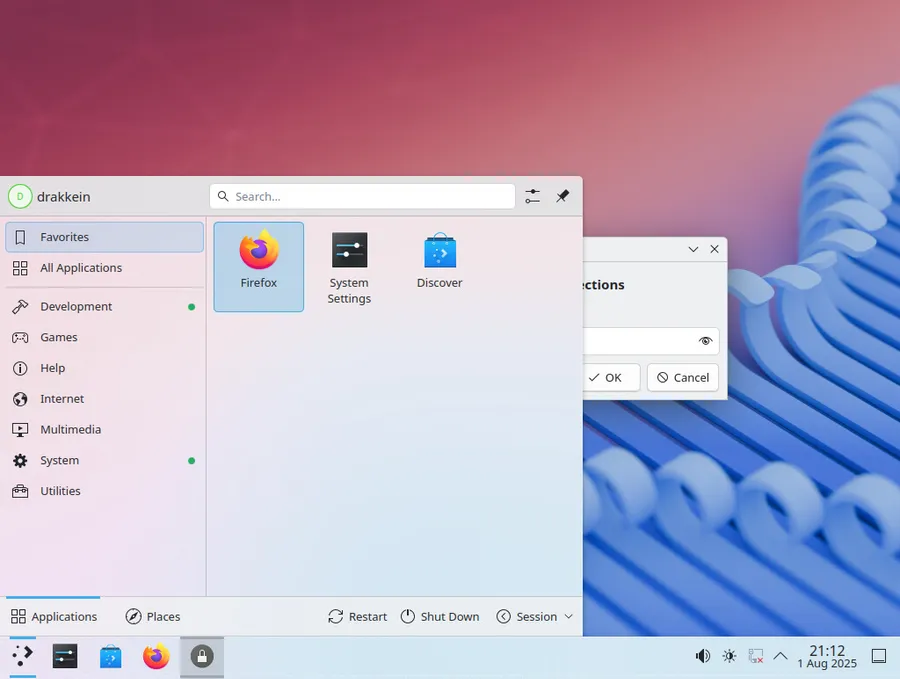 D
drakkein
Search...
Favorites
All Applications
Development
Games
Help
Internet
Multimedia
System
Utilities
Firefox
System
Settings
Discover
OK
Cancel
Applications
Places
Restart
Shut Down
Session
21:12
1 Aug 2025